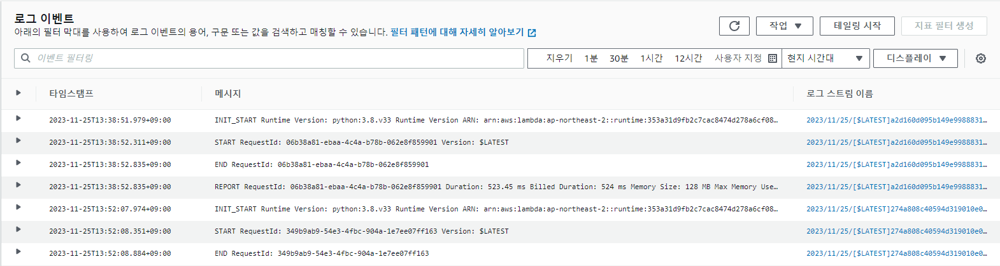 로그 이벤트
아래의 필터 막대를 사용하여 로그 이벤트의 용어, 구문 또는 값을 검색하고 매칭할 수 있습니다. 필터 패턴에 대해 자세히 알아보기
작업 테일링 시작 지표 필터 생성
이벤트 필터링 지우기 1분 30분 1시간 12시간 사용자 지정 현지 시간대 디스플레이
타임스탬프 메시지 로그 스트림 이름
2023-11-25T13:38:51.979+09:00 INIT_START Runtime Version: python:3.8.v33 Runtime Version ARN: arn:aws:lambda:ap-northeast-2::runtime:353a31d9fb2c7cac8474d278a6cf08… 2023/11/25/[$LATEST]a2d160d095b149e9988831…
2023-11-25T13:38:52.311+09:00 START RequestId: 06b38a81-ebaa-4c4a-b78b-062e8f859901 Version: $LATEST 2023/11/25/[$LATEST]a2d160d095b149e9988831…
2023-11-25T13:38:52.835+09:00 END RequestId: 06b38a81-ebaa-4c4a-b78b-062e8f859901 2023/11/25/[$LATEST]a2d160d095b149e9988831…
2023-11-25T13:38:52.835+09:00 REPORT RequestId: 06b38a81-ebaa-4c4a-b78b-062e8f859901 Duration: 523.45 ms Billed Duration: 524 ms Memory Size: 128 MB Max Memory Use… 2023/11/25/[$LATEST]a2d160d095b149e9988831…
2023-11-25T13:52:07.974+09:00 INIT_START Runtime Version: python:3.8.v33 Runtime Version ARN: arn:aws:lambda:ap-northeast-2::runtime:353a31d9fb2c7cac8474d278a6cf08… 2023/11/25/[$LATEST]274a808c40594d319010e0…
2023-11-25T13:52:08.351+09:00 START RequestId: 349b9ab9-54e3-4fbc-904a-1e7ee07ff163 Version: $LATEST 2023/11/25/[$LATEST]274a808c40594d319010e0…
2023-11-25T13:52:08.884+09:00 END RequestId: 349b9ab9-54e3-4fbc-904a-1e7ee07ff163 2023/11/25/[$LATEST]274a808c40594d319010e0…